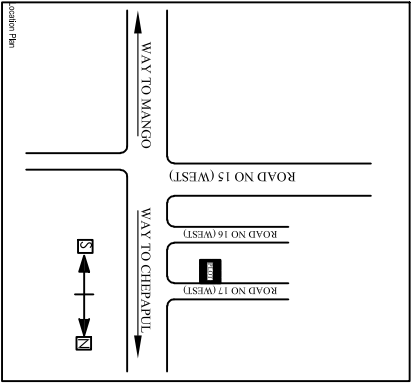 Location Plan
WAY TO MANGO
ROAD NO 15 (WEST)
WAY TO CHEPAPUL
ROAD NO 16 (WEST)
PLOT
ROAD NO 17 (WEST)
S
N